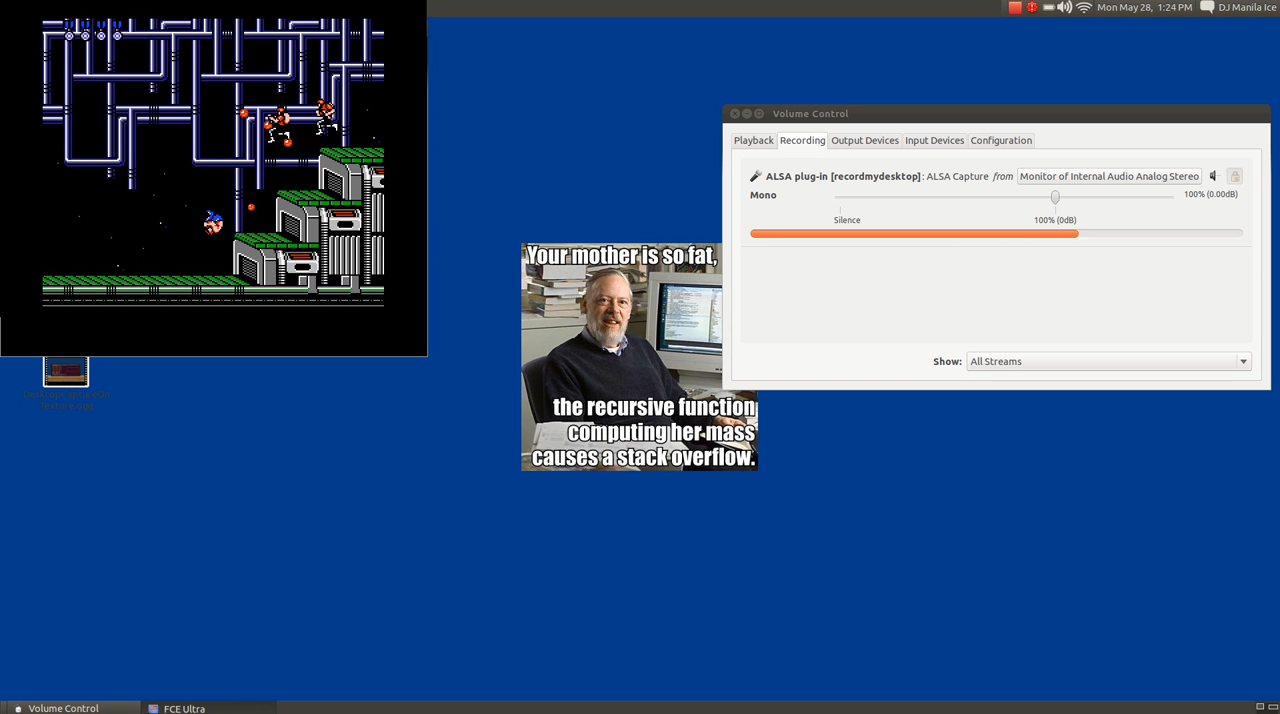 Mon May 28, 1:24 PM
DJ Manila Ice
Volume Control
Playback
Recording
Output Devices
Input Devices
Configuration
ALSA plug-in [recordmydesktop]: ALSA Capture from
Monitor of Internal Audio Analog Stereo
Mono
100% (0.00dB)
Silence
100% (0dB)
Show:
All Streams
Your mother is so fat,
the recursive function
computing her mass
causes a stack overflow.
Volume Control
FCE Ultra